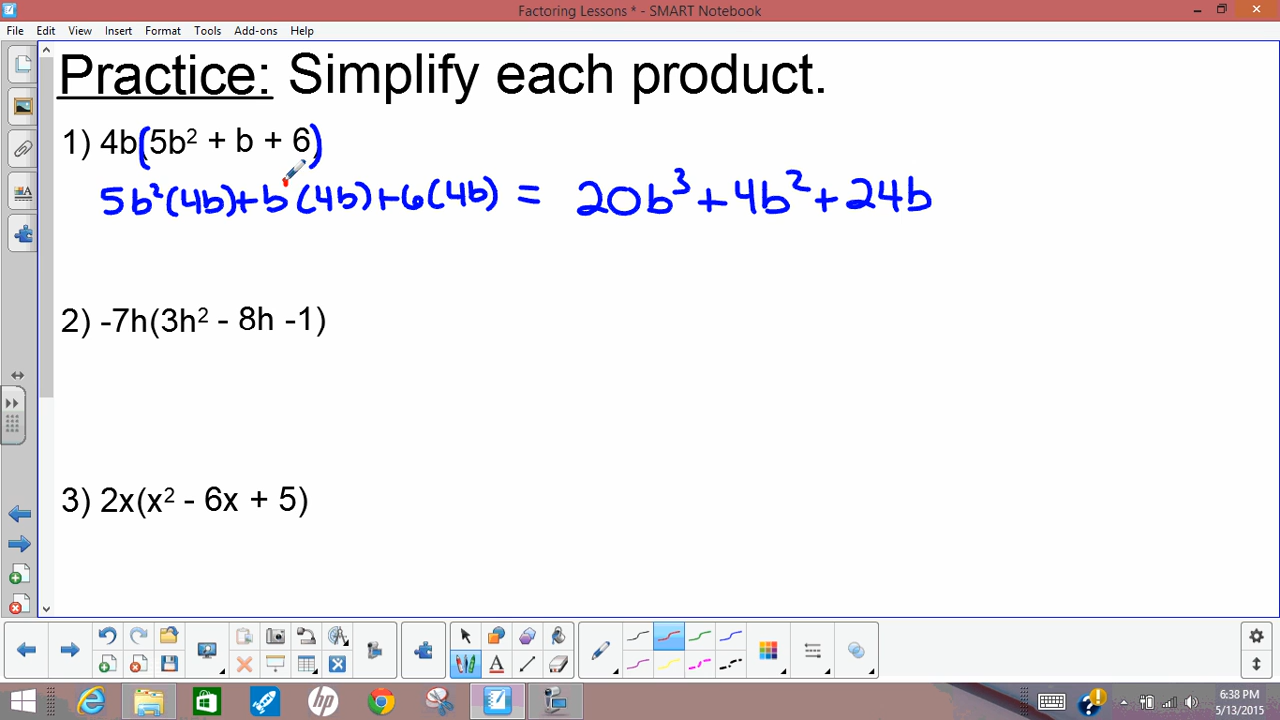 Factoring Lessons * - SMART Notebook
File Edit View Insert Format Tools Add-ons Help
Practice: Simplify each product.
1) 4b(5b² + b + 6)
5b²(4b)+b(4b)+6(4b) = 20b³+4b²+24b
2) -7h(3h² - 8h -1)
3) 2x(x² - 6x + 5)
6:38 PM
5/13/2015